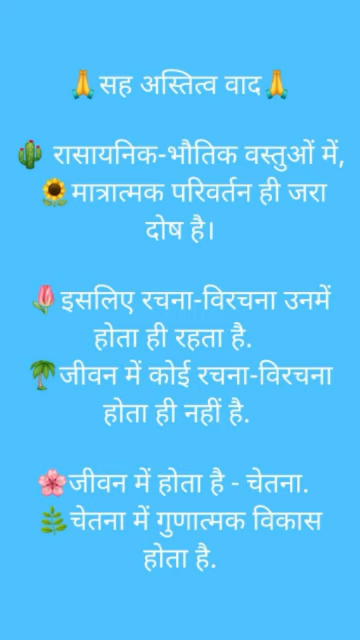 🙏सह अस्तित्व वाद🙏
🌵 रासायनिक-भौतिक वस्तुओं में,
🌻मात्रात्मक परिवर्तन ही जरा
दोष है।
🌷इसलिए रचना-विरचना उनमें
होता ही रहता है.
🌴जीवन में कोई रचना-विरचना
होता ही नहीं है.
🌸जीवन में होता है - चेतना.
🌿चेतना में गुणात्मक विकास
होता है.